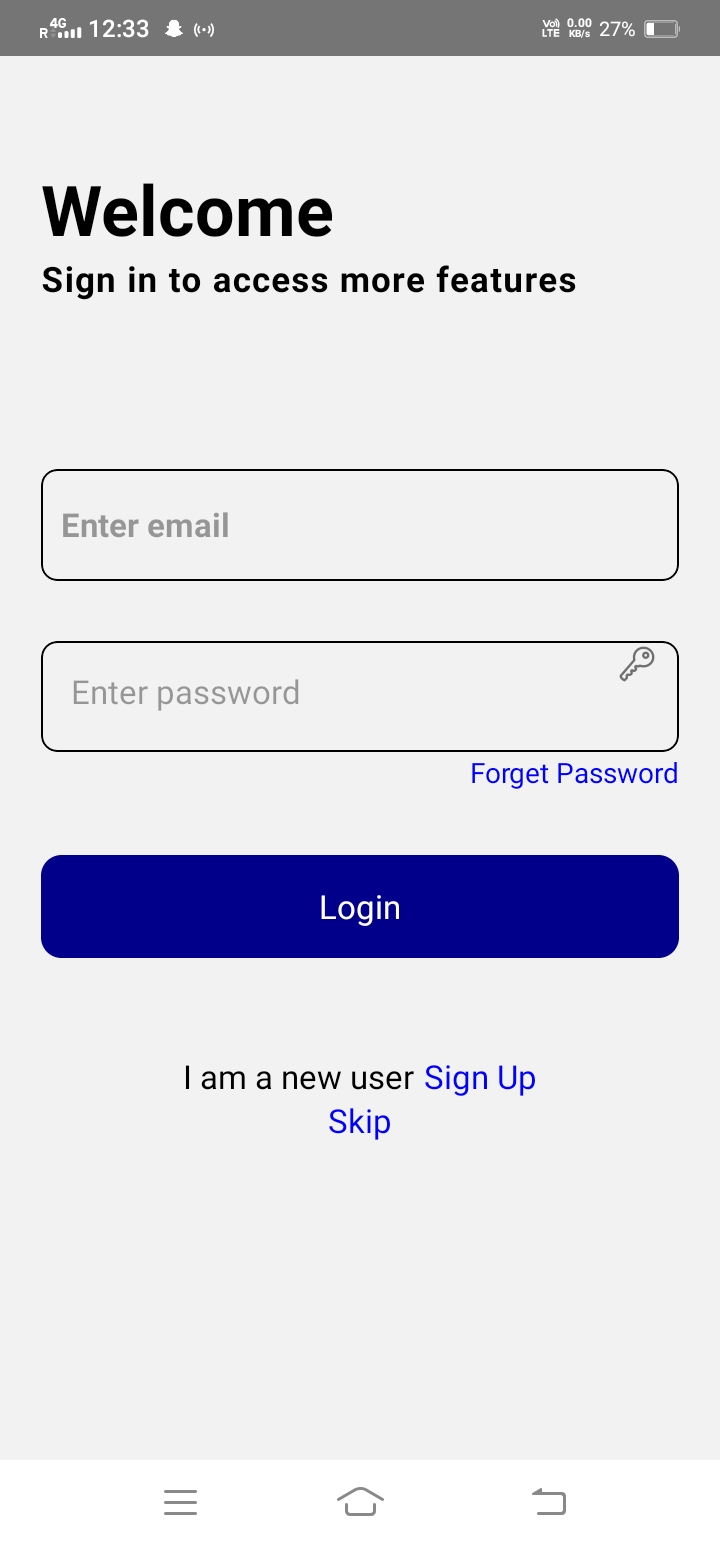 R 4G 12:33 Vo) LTE 0.00 KB/s 27%
Welcome
Sign in to access more features
Enter email
Enter password
Forget Password
Login
I am a new user Sign Up
Skip